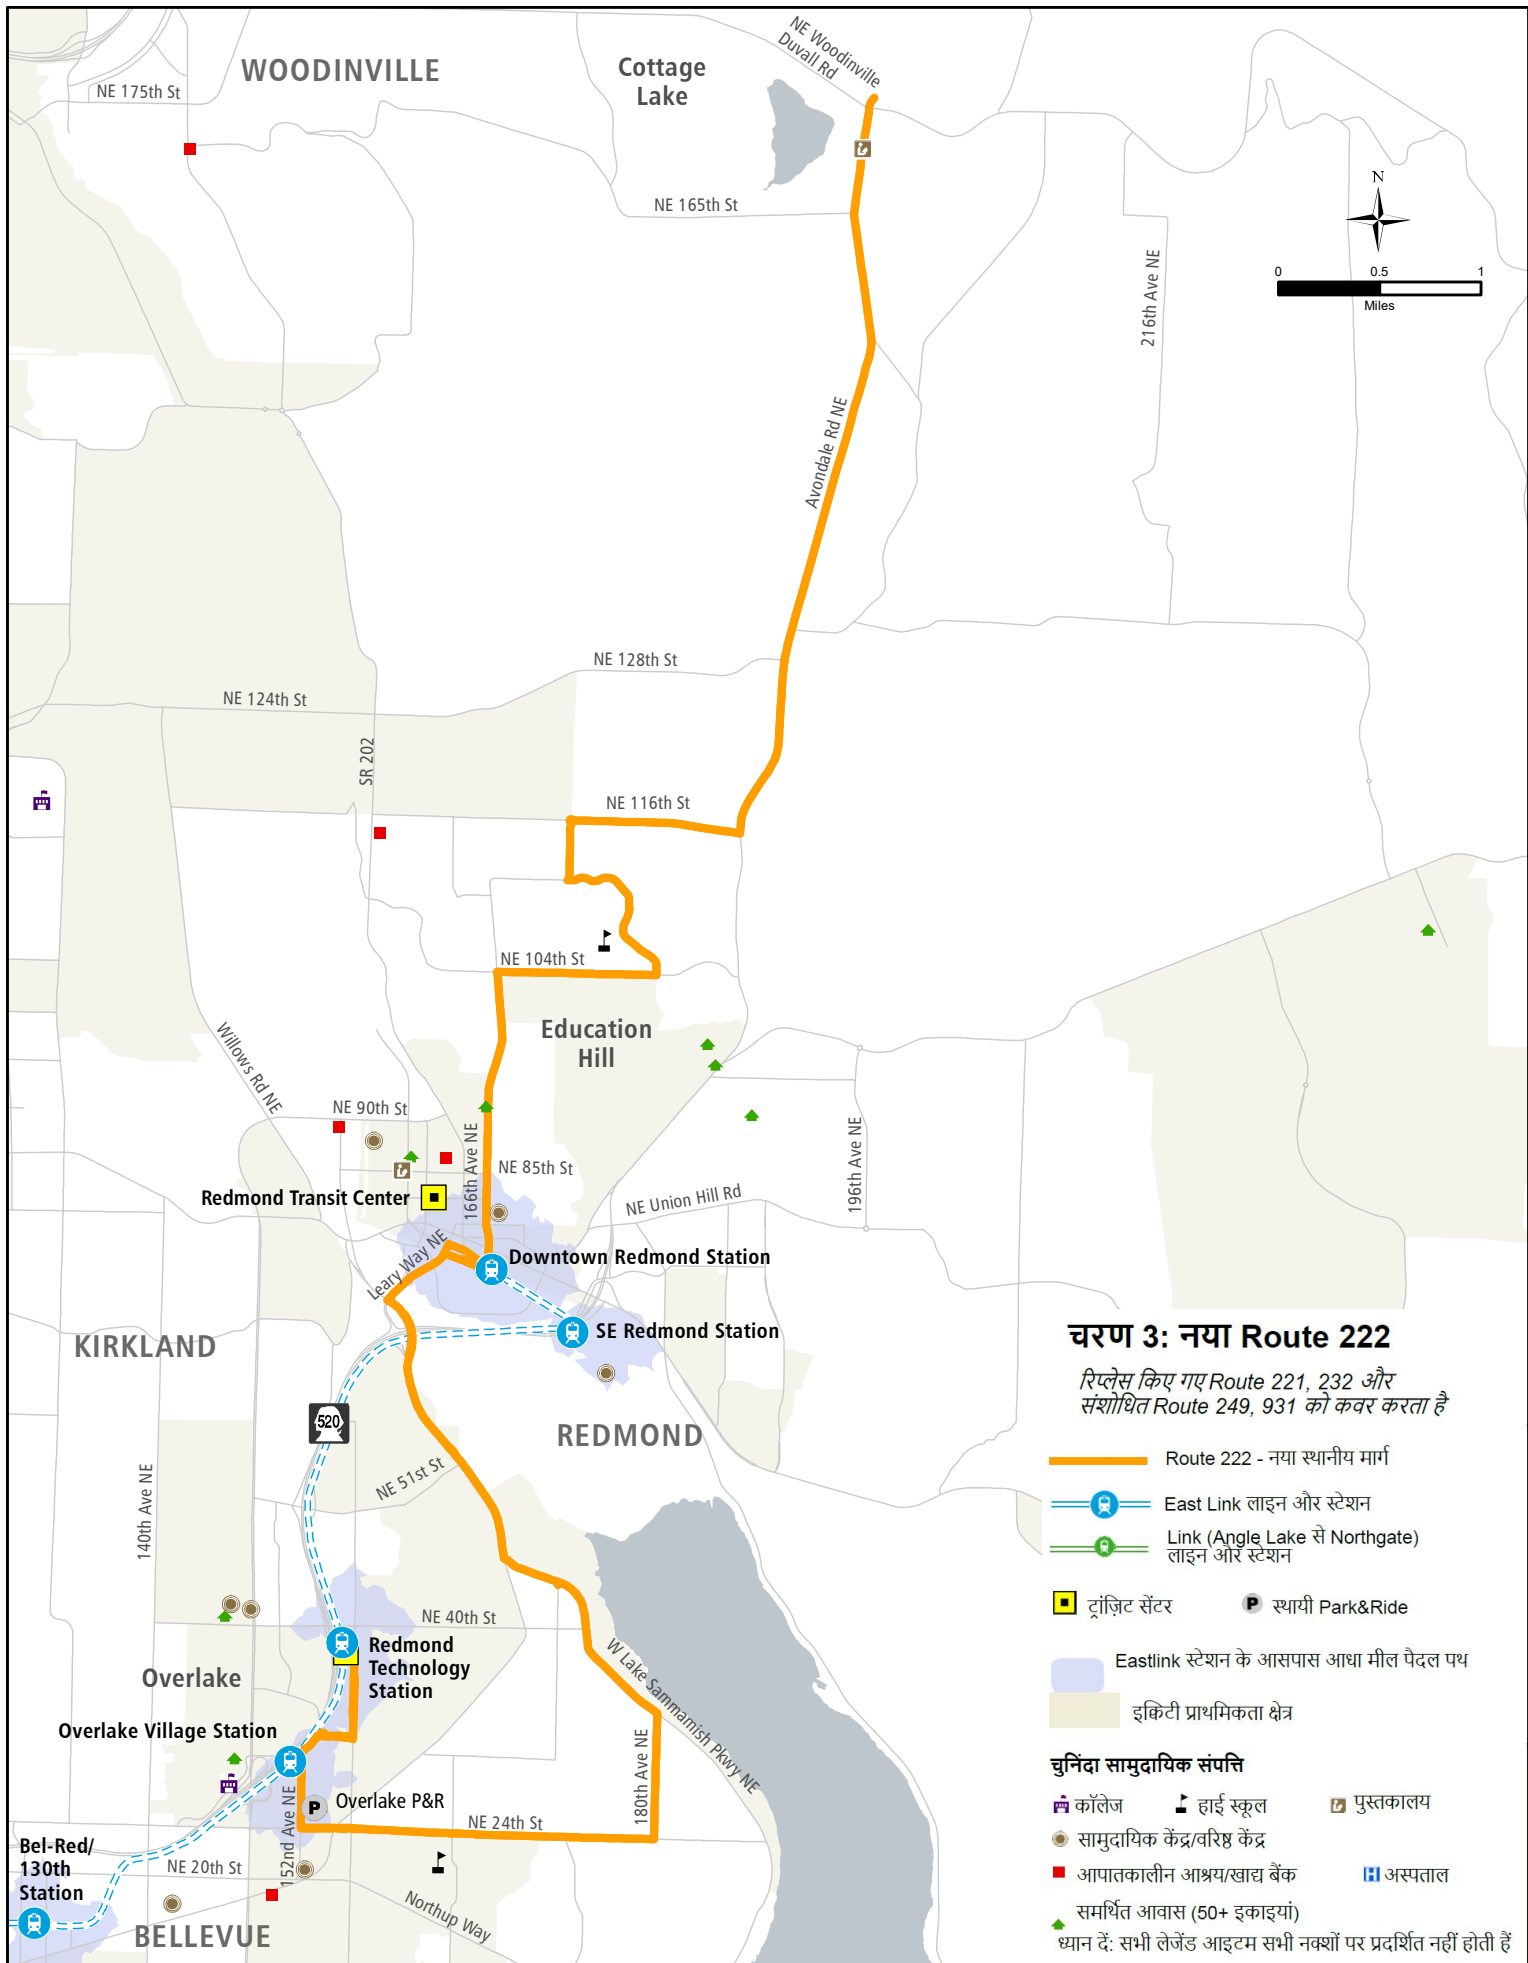 WOODINVILLE
Cottage
Lake
NE Woodinville
Duvall Rd
NE 175th St
NE 165th St
N
0 0.5 1
Miles
216th Ave NE
Avondale Rd NE
NE 128th St
NE 124th St
SR 202
NE 116th St
NE 104th St
Education
Hill
Willows Rd NE
NE 90th St
166th Ave NE
NE 85th St
196th Ave NE
Redmond Transit Center
NE Union Hill Rd
Leary Way NE
Downtown Redmond Station
SE Redmond Station
KIRKLAND
520
REDMOND
140th Ave NE
NE 51st St
NE 40th St
Redmond
Technology
Station
Overlake
W Lake Sammamish Pkwy NE
Overlake Village Station
180th Ave NE
P Overlake P&R
152nd Ave NE
NE 24th St
Bel-Red/
130th
Station
NE 20th St
Northup Way
BELLEVUE
चरण 3: नया Route 222
रिप्लेस किए गए Route 221, 232 और
संशोधित Route 249, 931 को कवर करता है
Route 222 - नया स्थानीय मार्ग
East Link लाइन और स्टेशन
Link (Angle Lake से Northgate)
लाइन और स्टेशन
ट्रांज़िट सेंटर
P स्थायी Park&Ride
Eastlink स्टेशन के आसपास आधा मील पैदल पथ
इक्विटी प्राथमिकता क्षेत्र
चुनिंदा सामुदायिक संपत्ति
कॉलेज
हाई स्कूल
पुस्तकालय
सामुदायिक केंद्र/वरिष्ठ केंद्र
आपातकालीन आश्रय/खाद्य बैंक
H अस्पताल
समर्थित आवास (50+ इकाइयां)
ध्यान दें: सभी लेजेंड आइटम सभी नक्शों पर प्रदर्शित नहीं होती हैं